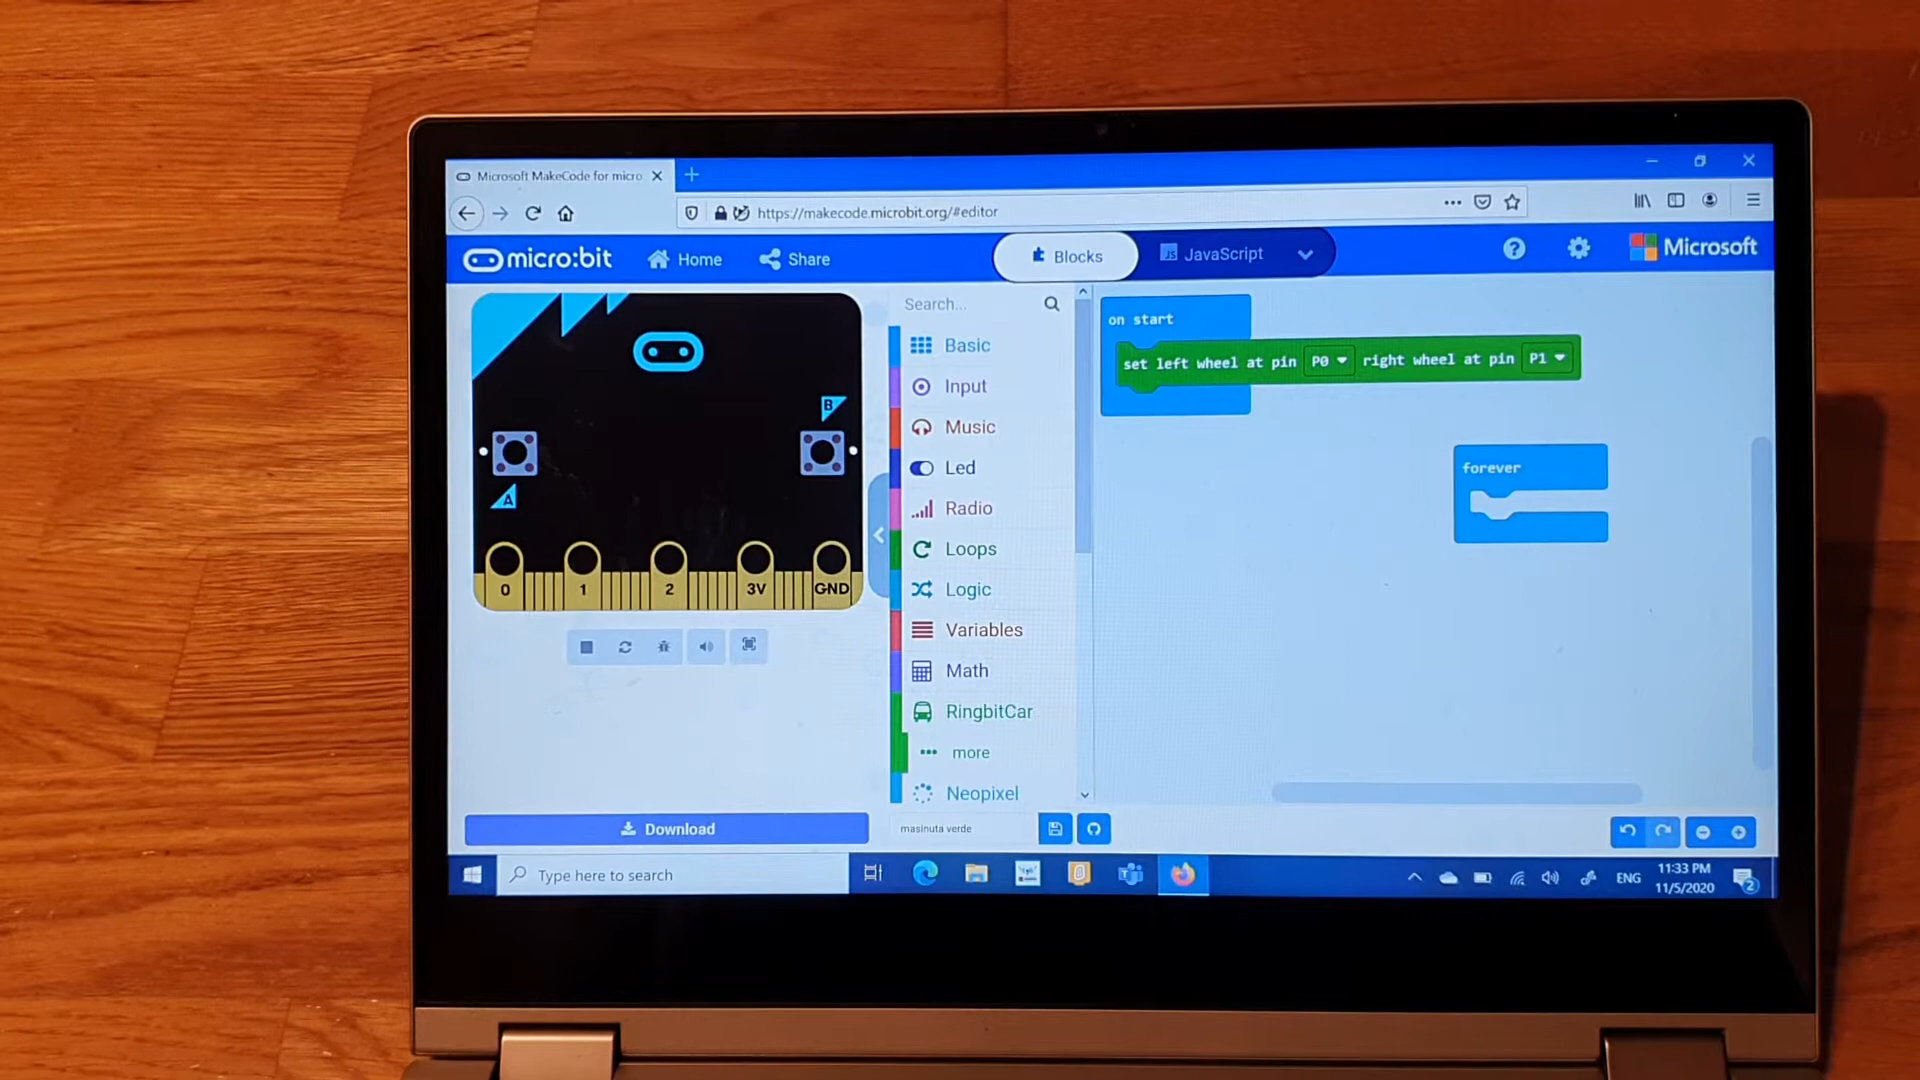 Microsoft MakeCode for micro
https://makecode.microbit.org/#editor
micro:bit
Home
Share
Blocks
JS
JavaScript
?
Microsoft
Search...
Basic
Input
Music
Led
Radio
Loops
Logic
Variables
Math
RingbitCar
more
Neopixel
on start
set left wheel at pin P0 right wheel at pin P1
forever
B
A
0 1 2 3V GND
Download
masinuta verde
Type here to search
ENG
11:33 PM
11/5/2020
2